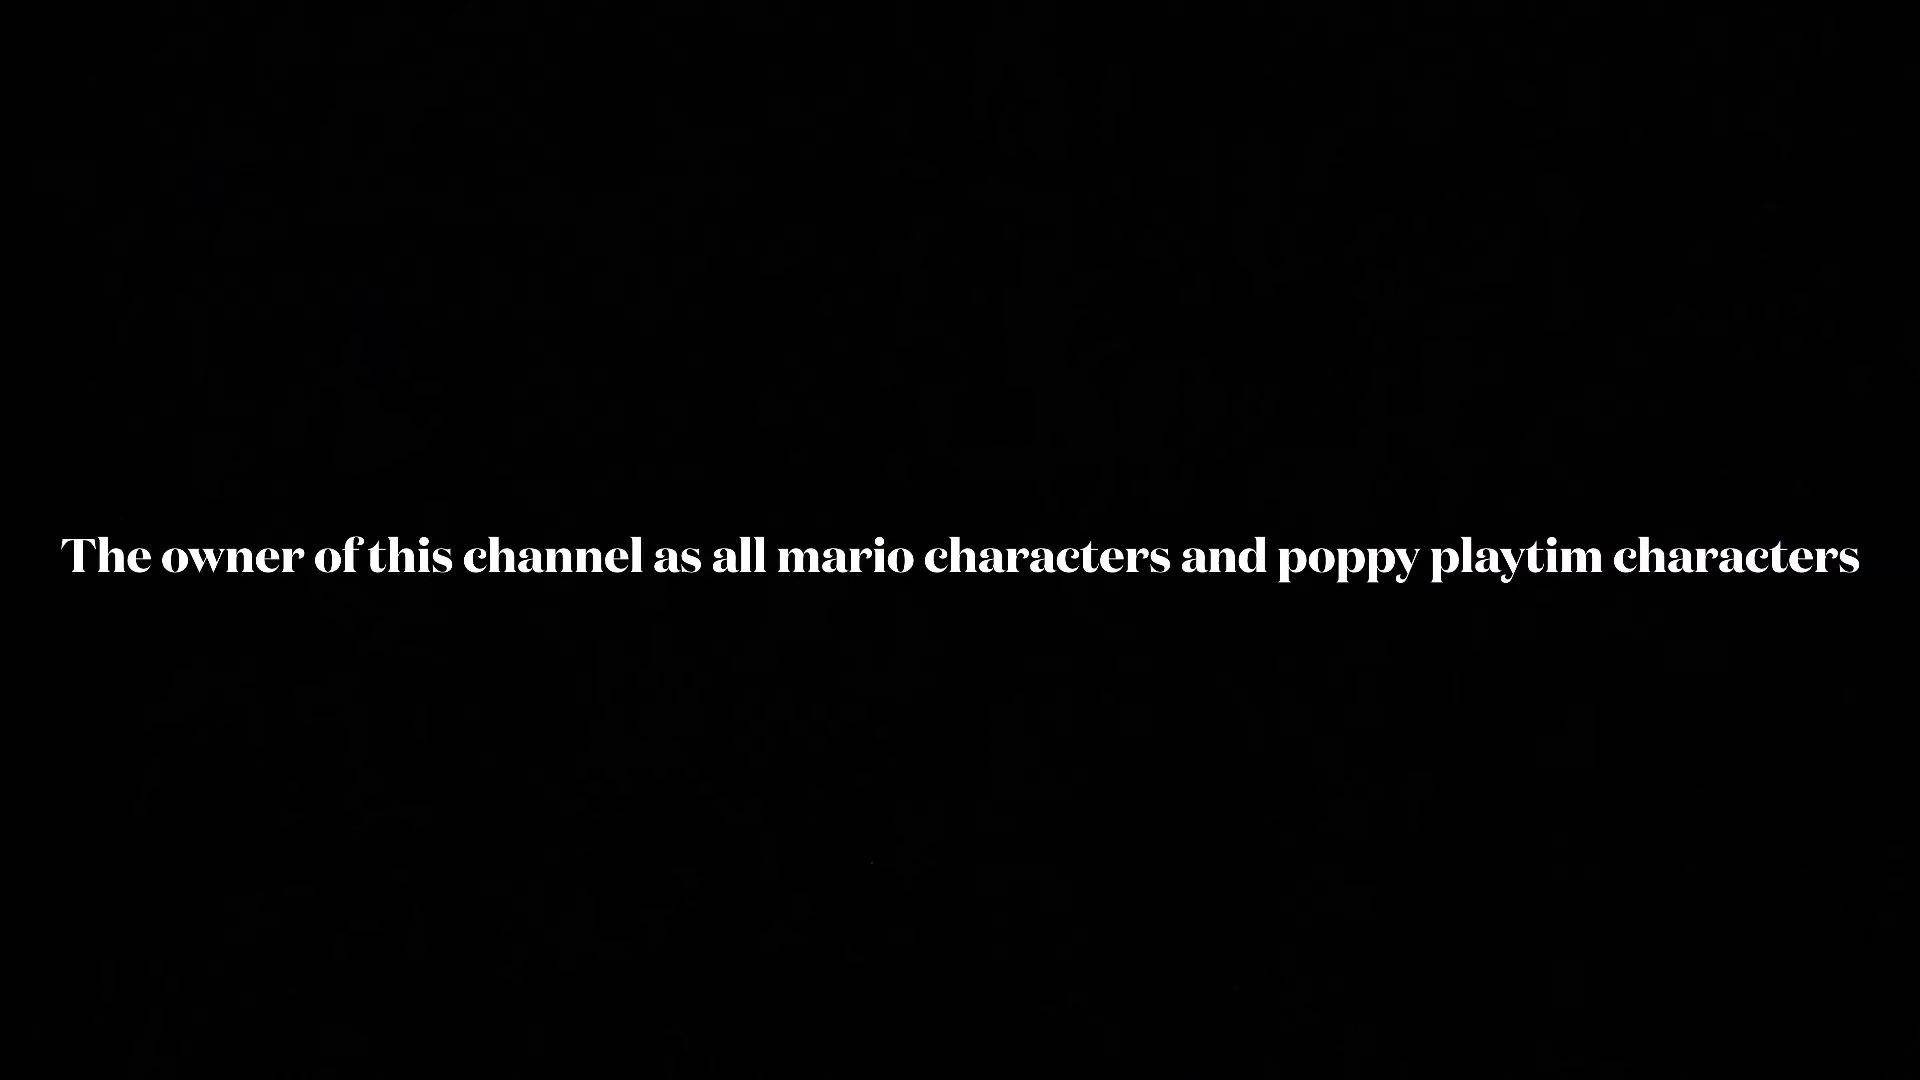 The owner of this channel as all mario characters and poppy playtim characters